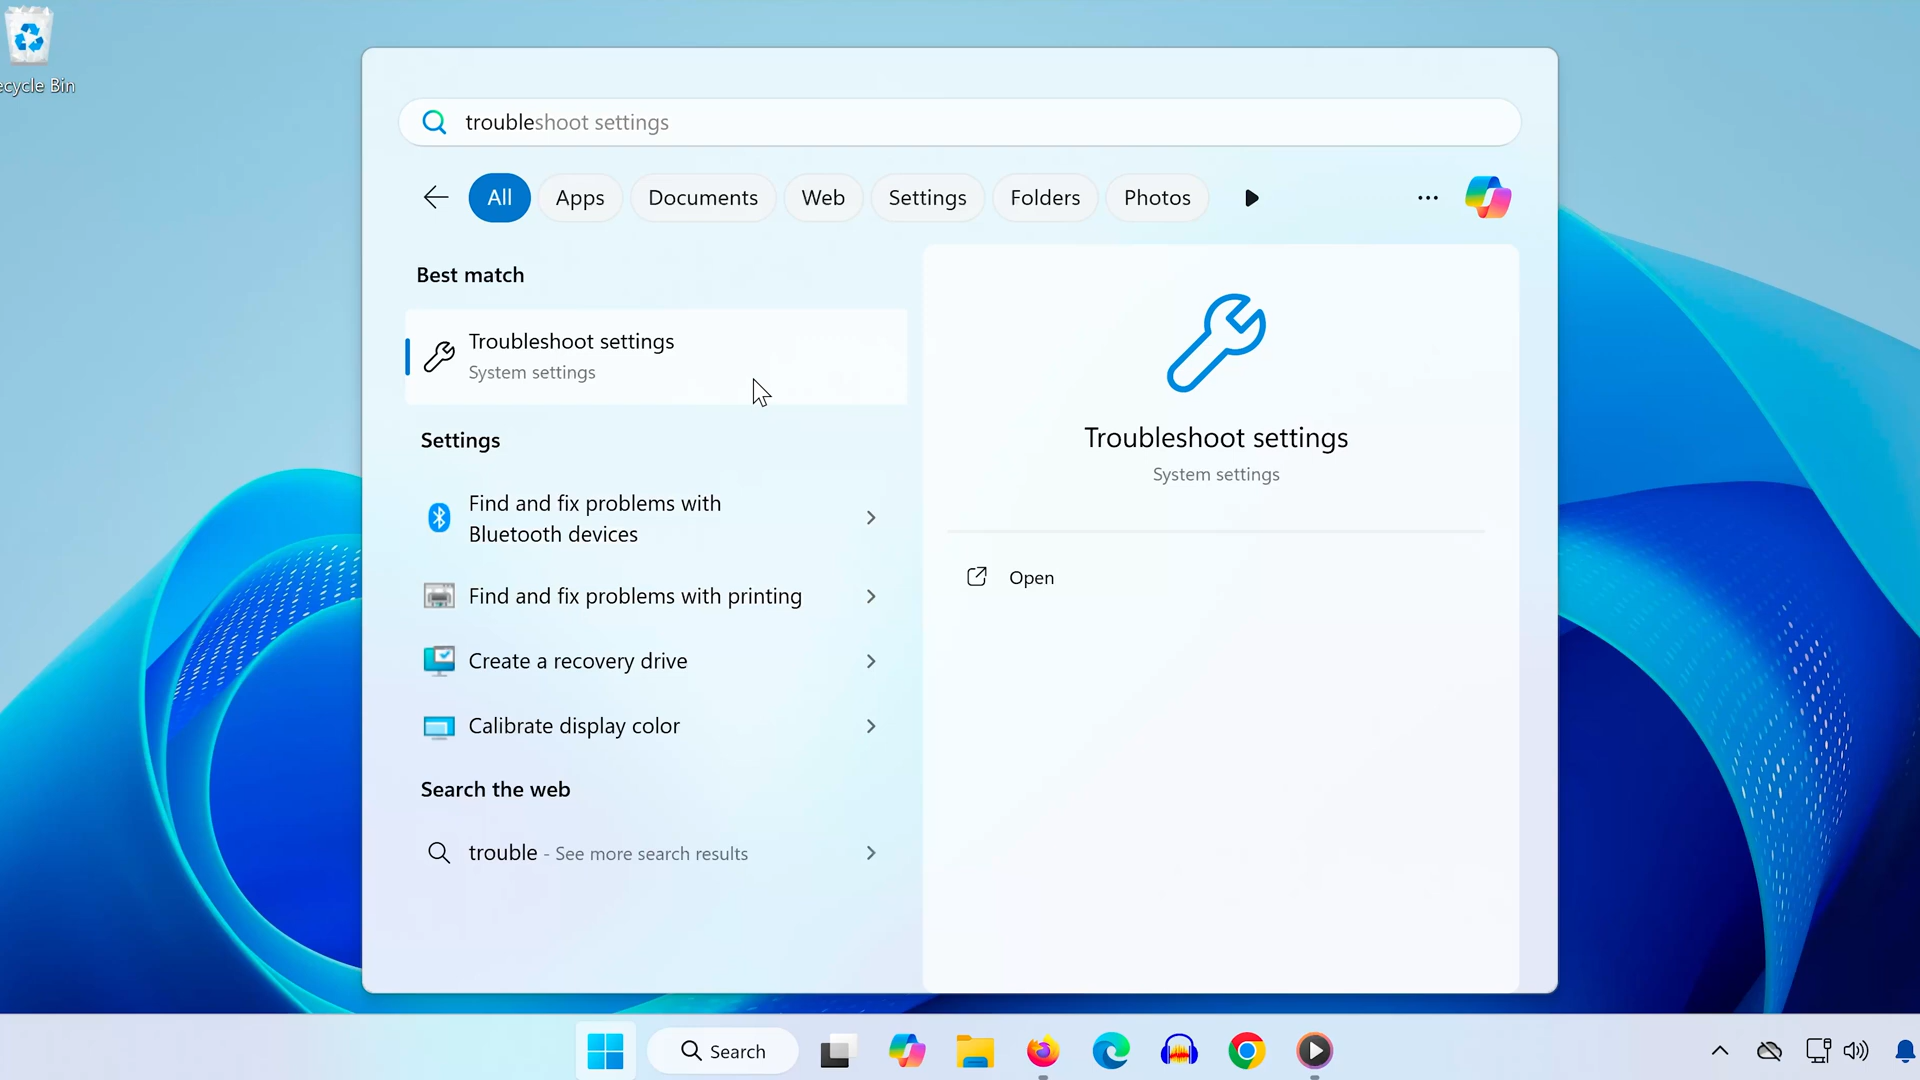 ecycle Bin
troubleshoot settings
All Apps Documents Web Settings Folders Photos
Best match
Troubleshoot settings
System settings
Settings
Find and fix problems with
Bluetooth devices
Find and fix problems with printing
Create a recovery drive
Calibrate display color
Search the web
trouble - See more search results
Troubleshoot settings
System settings
Open
Search